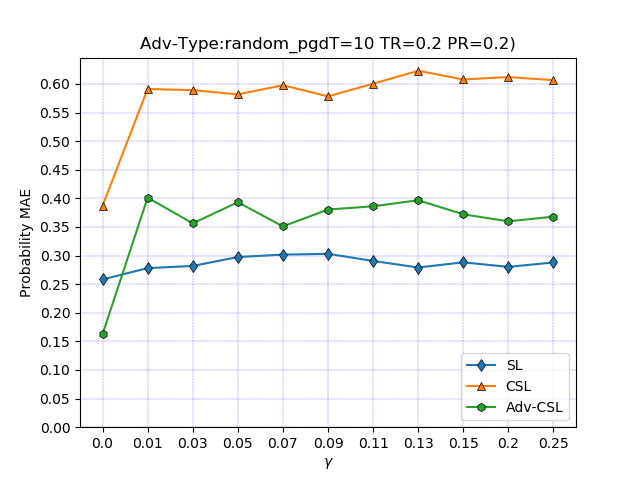 Adv-Type:random_pgdT=10 TR=0.2 PR=0.2)
Probability MAE
0.60
0.55
0.50
0.45
0.40
0.35
0.30
0.25
0.20
0.15
0.10
0.05
0.00
SL
CSL
Adv-CSL
0.0 0.01 0.03 0.05 0.07 0.09 0.11 0.13 0.15 0.2 0.25
γ